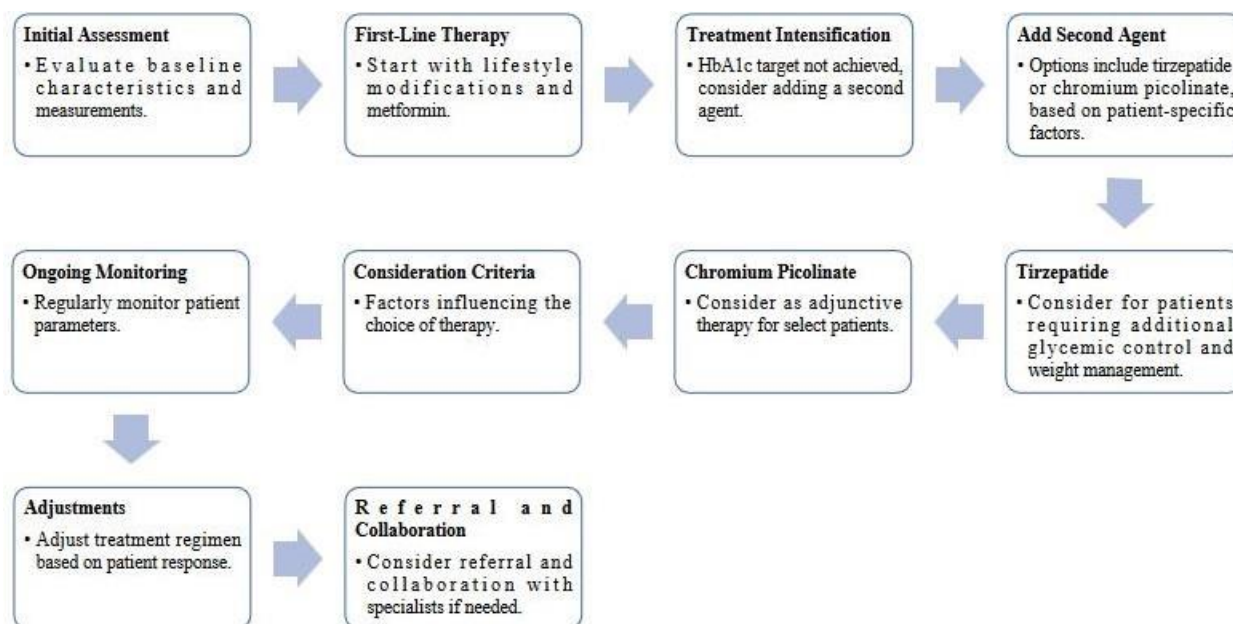 Initial Assessment
• Evaluate baseline
characteristics and
measurements.
First-Line Therapy
• Start with lifestyle
modifications and
metformin.
Treatment Intensification
• HbA1c target not achieved,
consider adding a second
agent.
Add Second Agent
• Options include tirzepatide
or chromium picolinate,
based on patient-specific
factors.
Tirzepatide
• Consider for patients
requiring additional
glycemic control and
weight management.
Chromium Picolinate
• Consider as adjunctive
therapy for select patients.
Consideration Criteria
• Factors influencing the
choice of therapy.
Ongoing Monitoring
• Regularly monitor patient
parameters.
Adjustments
• Adjust treatment regimen
based on patient response.
Referral and
Collaboration
• Consider referral and
collaboration with
specialists if needed.